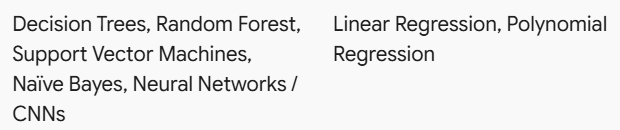 Decision Trees, Random Forest,
Support Vector Machines,
Naïve Bayes, Neural Networks /
CNNs
Linear Regression, Polynomial
Regression